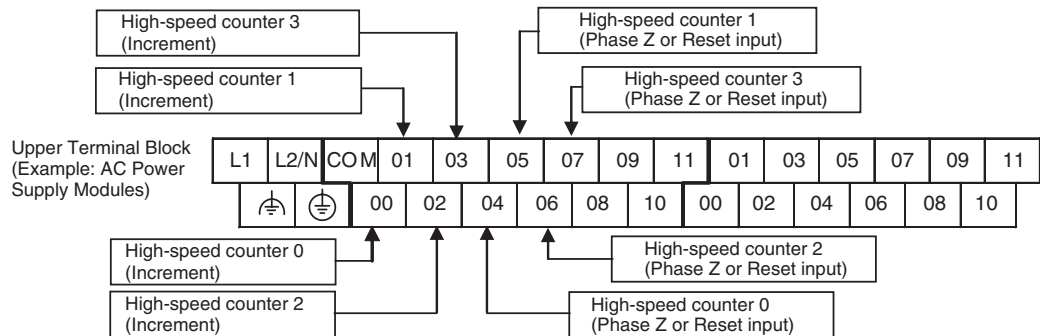 High-speed counter 3
(Increment)
High-speed counter 1
(Phase Z or Reset input)
High-speed counter 1
(Increment)
High-speed counter 3
(Phase Z or Reset input)
Upper Terminal Block
(Example: AC Power
Supply Modules)
L1 L2/N COM 01 03 05 07 09 11 01 03 05 07 09 11
00 02 04 06 08 10 00 02 04 06 08 10
High-speed counter 0
(Increment)
High-speed counter 2
(Phase Z or Reset input)
High-speed counter 2
(Increment)
High-speed counter 0
(Phase Z or Reset input)